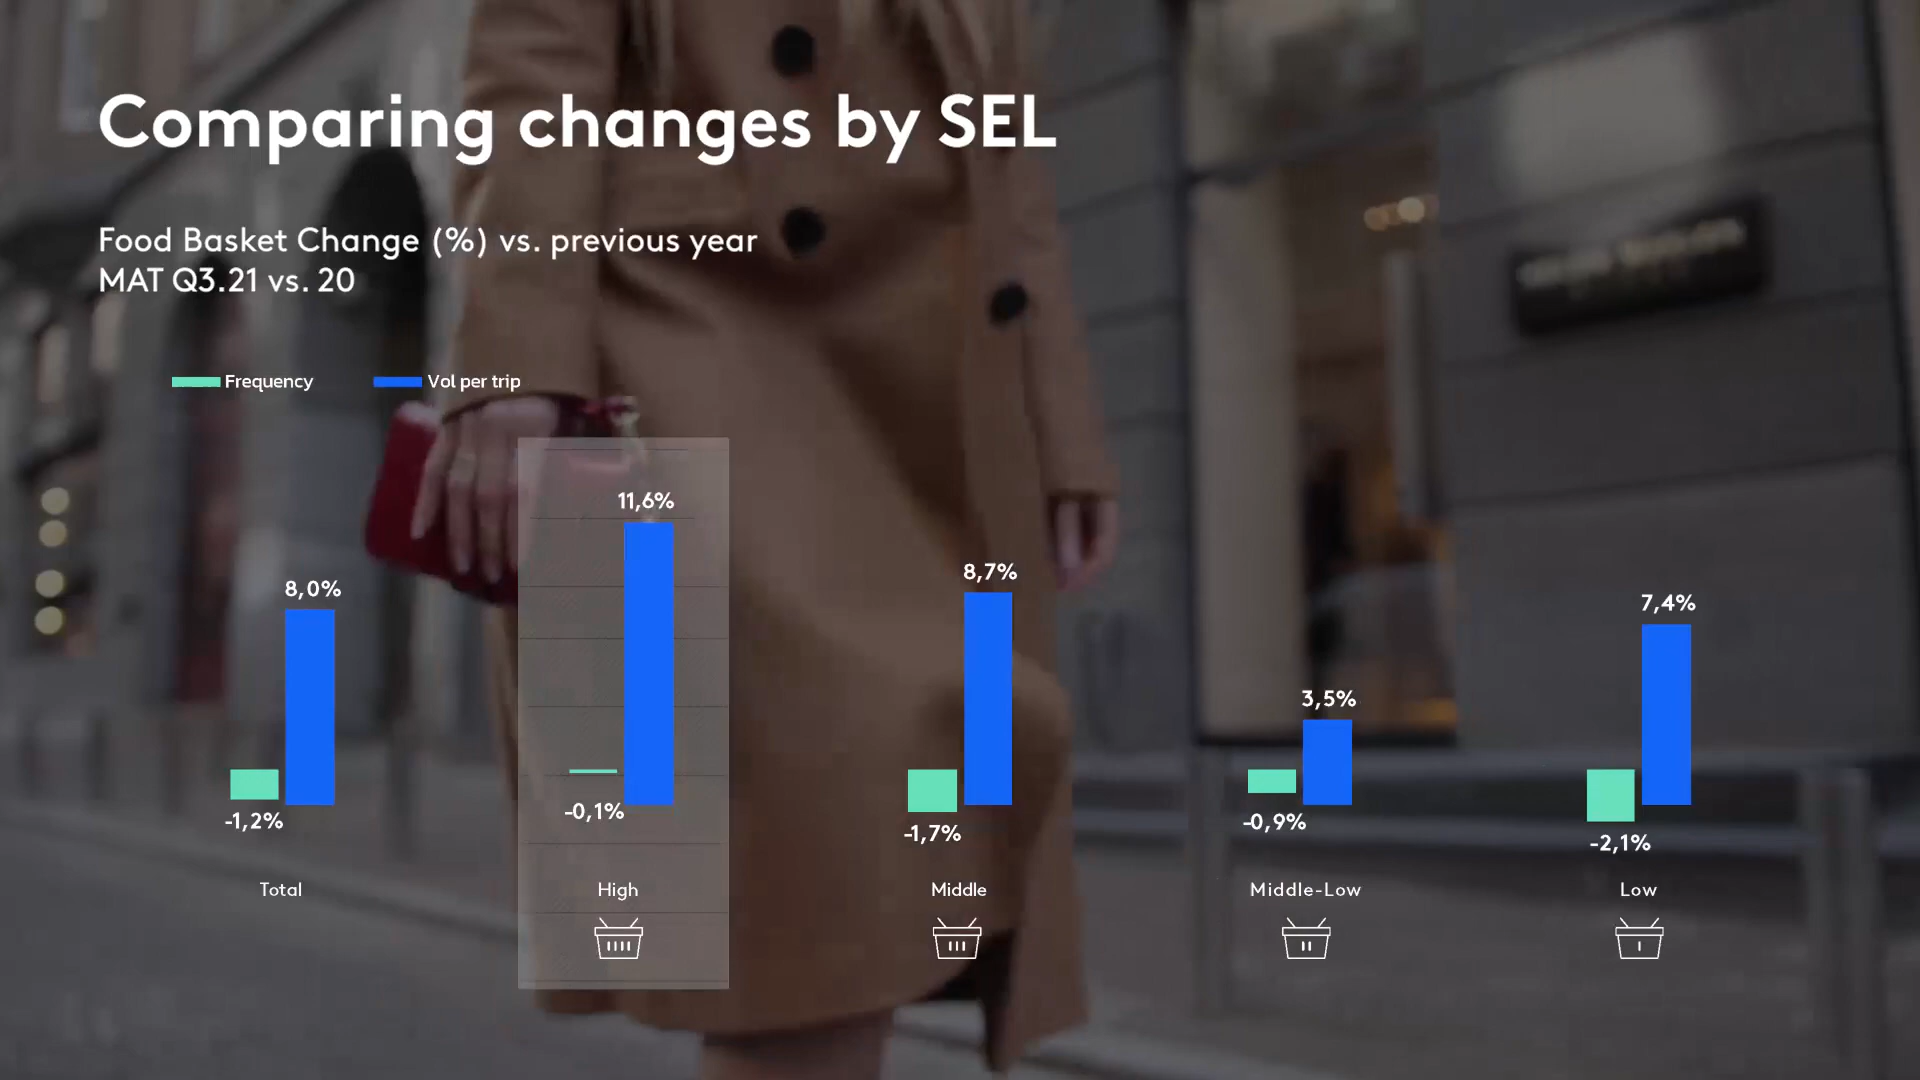 Comparing changes by SEL
Food Basket Change (%) vs. previous year
MAT Q3.21 vs. 20
Frequency
Vol per trip
8,0%
-1,2%
Total
11,6%
-0,1%
High
8,7%
-1,7%
Middle
3,5%
-0,9%
Middle-Low
7,4%
-2,1%
Low